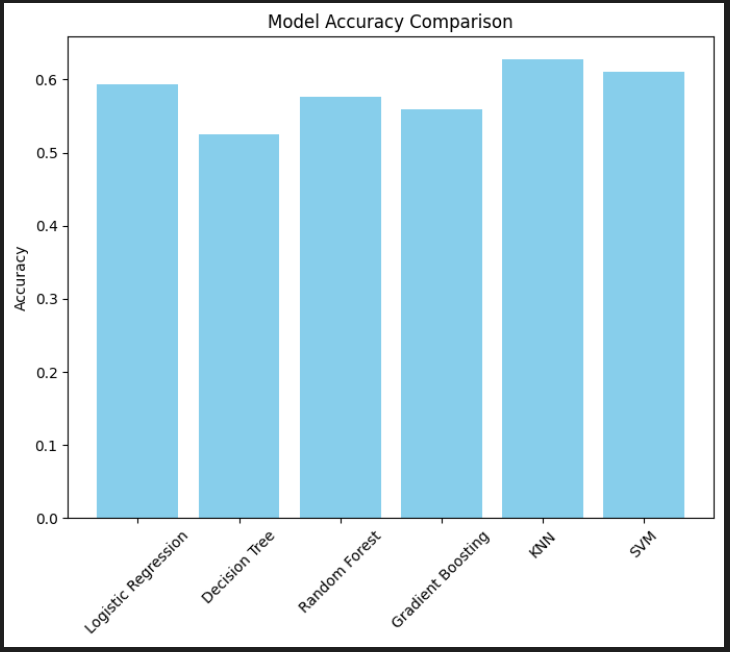 Model Accuracy Comparison
Accuracy
0.6
0.5
0.4
0.3
0.2
0.1
0.0
Logistic Regression
Decision Tree
Random Forest
Gradient Boosting
KNN
SVM